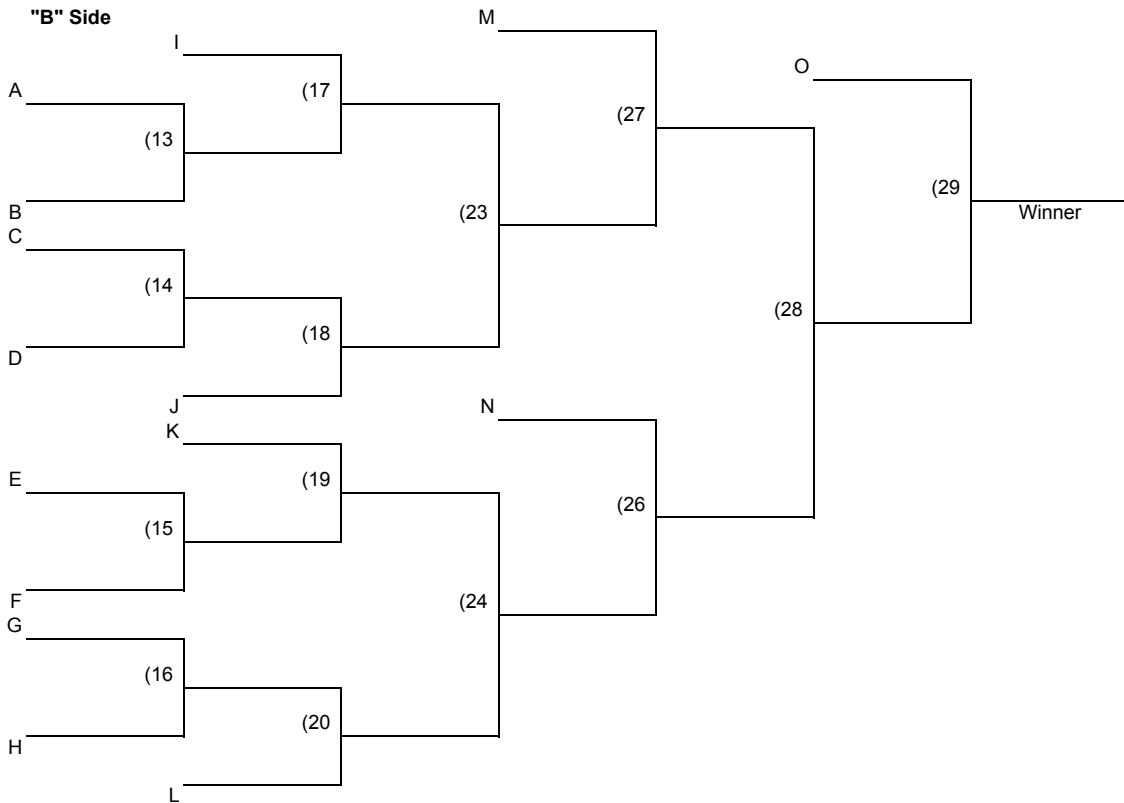 "B" Side
M
I
O
A
(17
(27
(13
(29
B
(23
Winner
C
(14
(28
(18
D
J
N
K
E
(19
(26
(15
F
(24
G
(16
(20
H
L